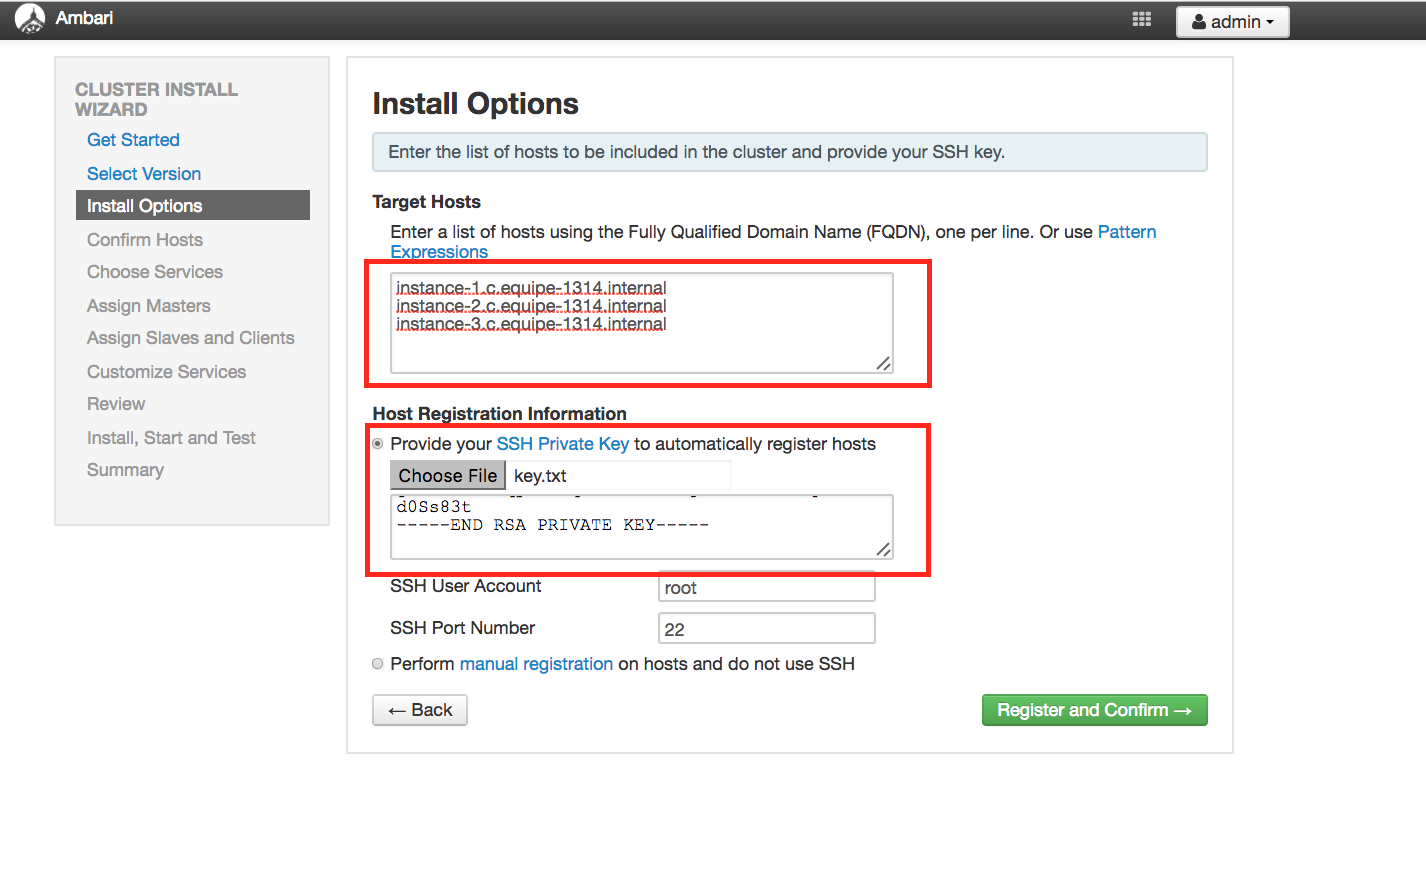 Ambari
admin
CLUSTER INSTALL
WIZARD
Get Started
Select Version
Install Options
Confirm Hosts
Choose Services
Assign Masters
Assign Slaves and Clients
Customize Services
Review
Install, Start and Test
Summary
Install Options
Enter the list of hosts to be included in the cluster and provide your SSH key.
Target Hosts
Enter a list of hosts using the Fully Qualified Domain Name (FQDN), one per line. Or use Pattern
Expressions
instance-1.c.equipe-1314.internal
instance-2.c.equipe-1314.internal
instance-3.c.equipe-1314.internal
Host Registration Information
Provide your SSH Private Key to automatically register hosts
Choose File key.txt
d0Ss83t
-----END RSA PRIVATE KEY-----
SSH User Account root
SSH Port Number 22
Perform manual registration on hosts and do not use SSH
← Back
Register and Confirm →